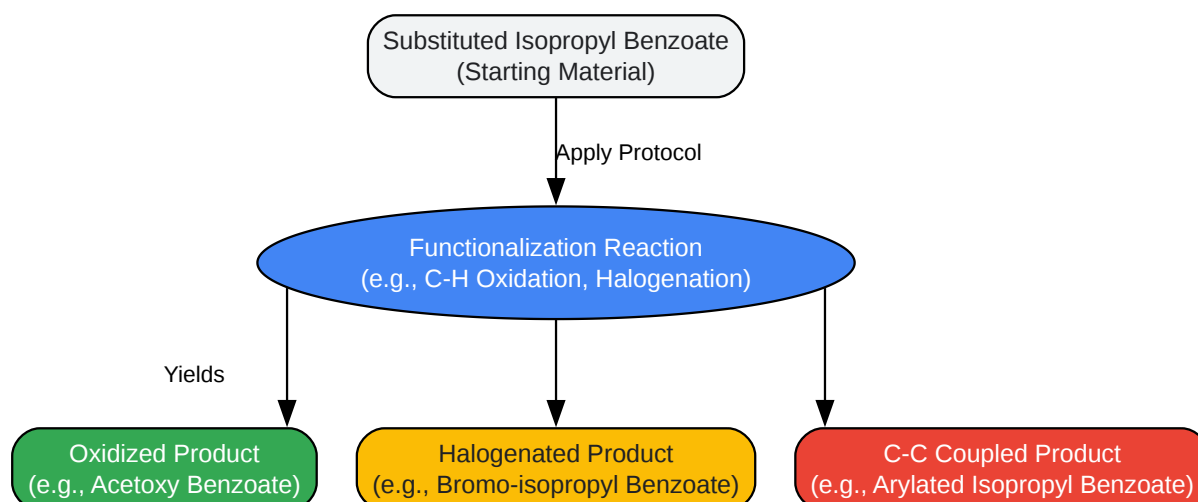 Substituted Isopropyl Benzoate
(Starting Material)
Apply Protocol
Functionalization Reaction
(e.g., C-H Oxidation, Halogenation)
Yields
Oxidized Product
(e.g., Acetoxy Benzoate)
Halogenated Product
(e.g., Bromo-isopropyl Benzoate)
C-C Coupled Product
(e.g., Arylated Isopropyl Benzoate)